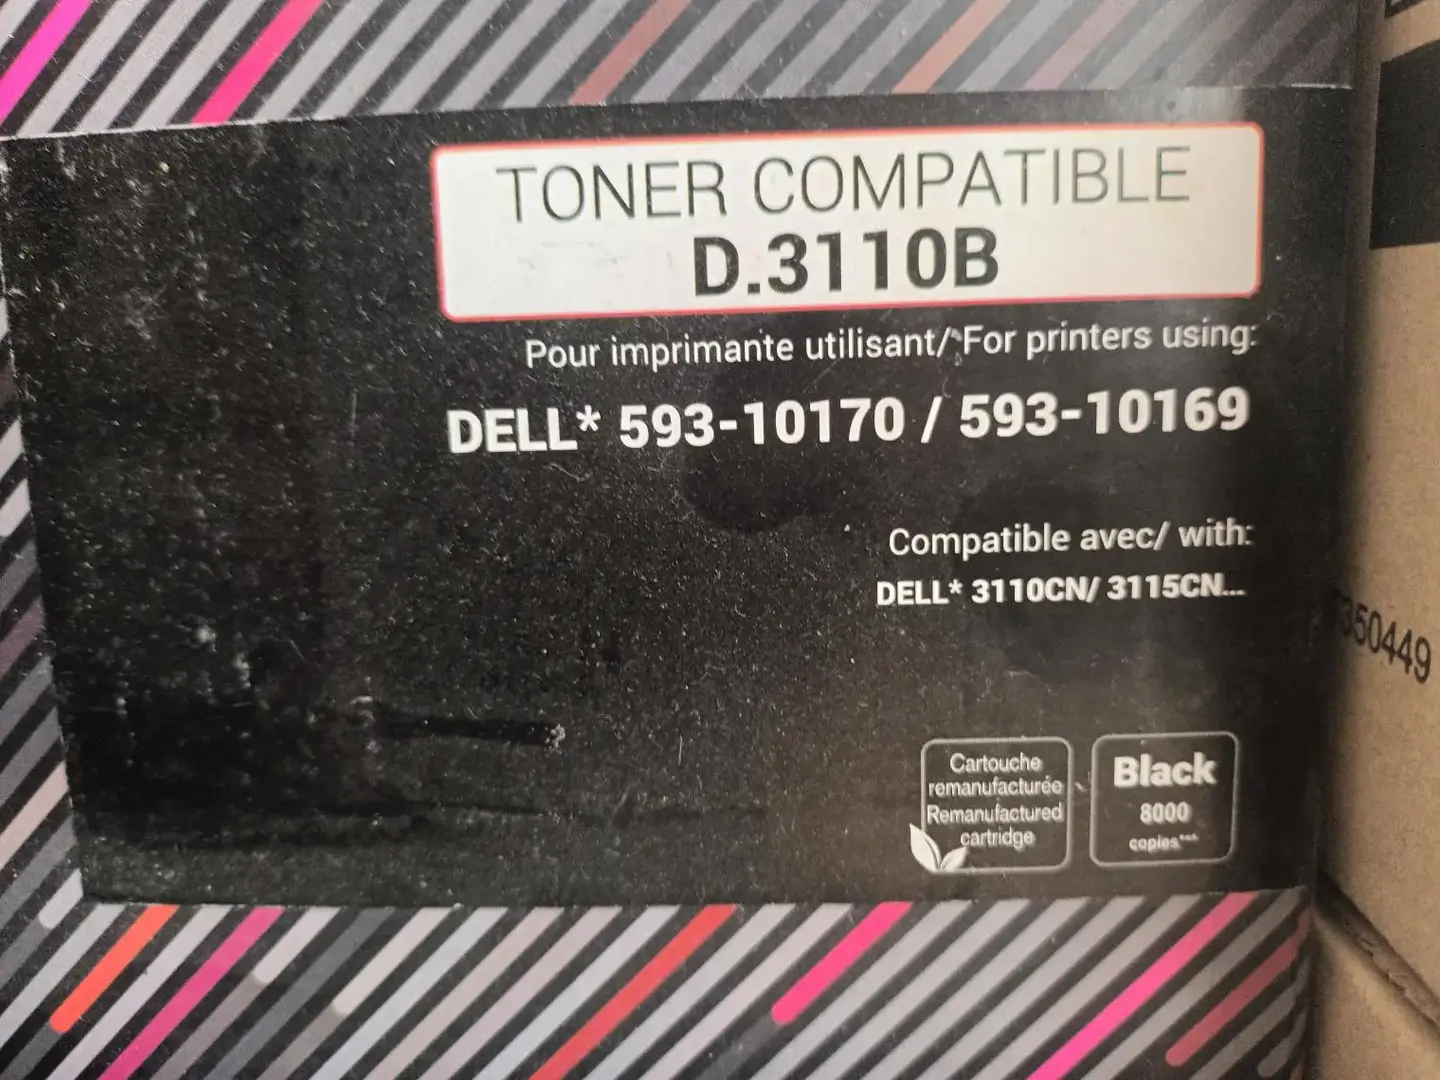 TONER COMPATIBLE
D.3110B
Pour imprimante utilisant/ For printers using:
DELL* 593-10170 / 593-10169
Compatible avec/ with:
DELL* 3110CN/ 3115CN...
Cartouche
remanufacturée
Remanufactured
cartridge
Black
8000
copies***
350449